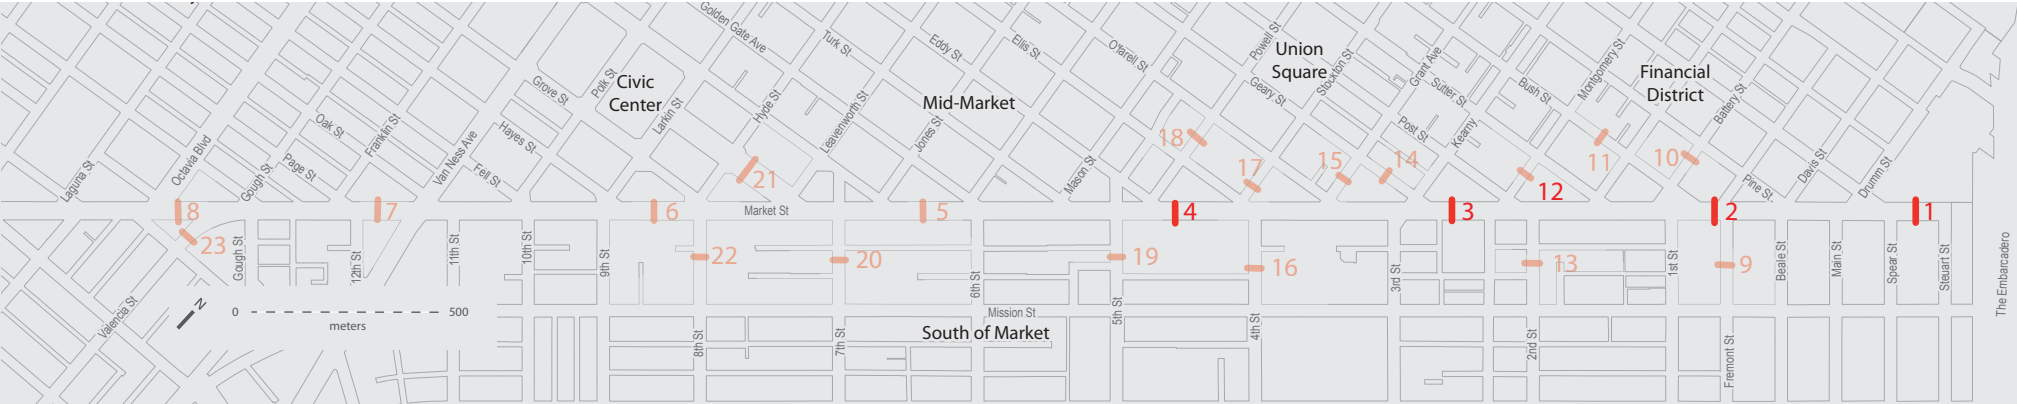 Golden Gate Ave
Turk St
Eddy St
Ellis St
O'farell St
Powell St
Union
Square
Stockton St
Grant Ave
Sutter St
Bush St
Montgomery St
Financial
District
Battery St
Civic
Center
Polk St
Grove St
Larkin St
Hyde St
Leavenworth St
Jones St
Mid-Market
Geary St
Post St
Kearny
Oak St
Franklin St
Hayes St
Van Ness Ave
Fell St
Page St
Gough St
Octavia Blvd
Laguna St
Mason St
Pine St.
Davis St
Drumm St
18
17
15
14
12
11
10
21
8
7
6
5
Market St
4
3
2
1
23
22
20
19
16
13
9
Gough St
12th St
11th St
10th St
9th St
8th St
7th St
6th St
5th St
4th St
3rd St
2nd St
1st St
Fremont St
Beale St
Main St
Spear St
Steuart St
The Embarcadero
Valencia St
N
0
500
meters
Mission St
South of Market